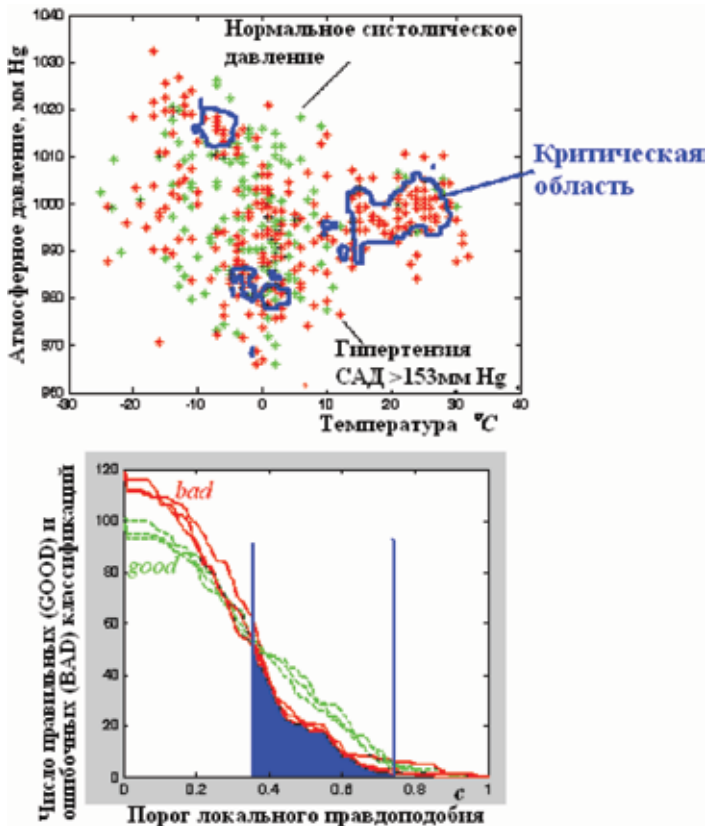 1040
1030
1020
1010
1000
990
980
970
960
Атмосферное давление, мм Hg
Нормальное систолическое
давление
Критическая
область
Гипертензия
САД >153мм Hg
-30
-20
-10
0
10
20
30
40
Температура °C
120
100
80
60
40
20
0
Число правильных (GOOD) и
ошибочных (BAD) классификаций
bad
good
0
0.2
0.4
0.6
0.8
c
1
Порог локального правдоподобия